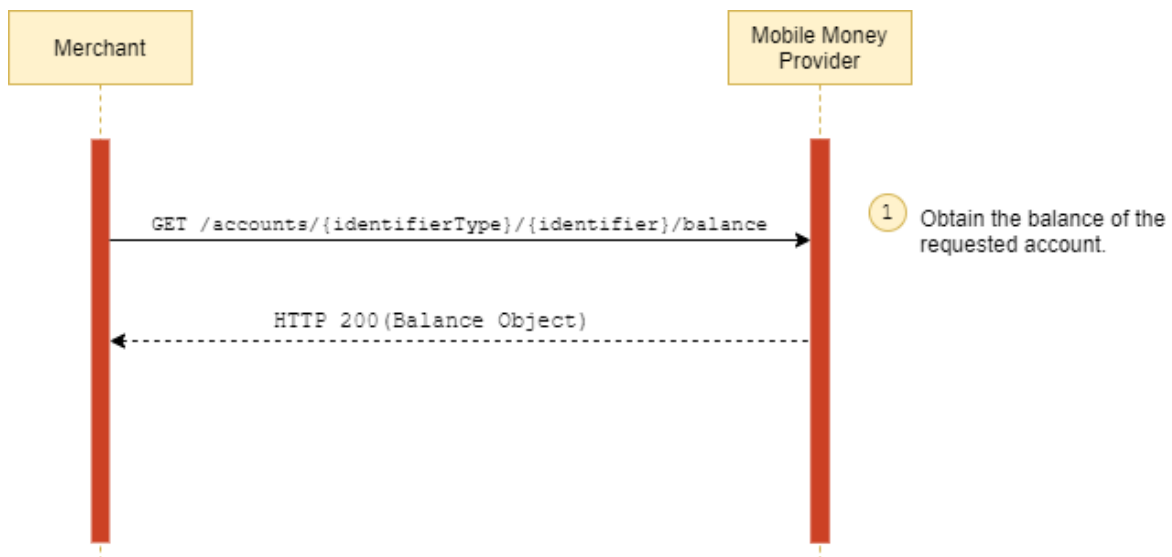 Merchant
Mobile Money
Provider
GET /accounts/{identifierType}/{identifier}/balance
1
Obtain the balance of the
requested account.
HTTP 200(Balance Object)